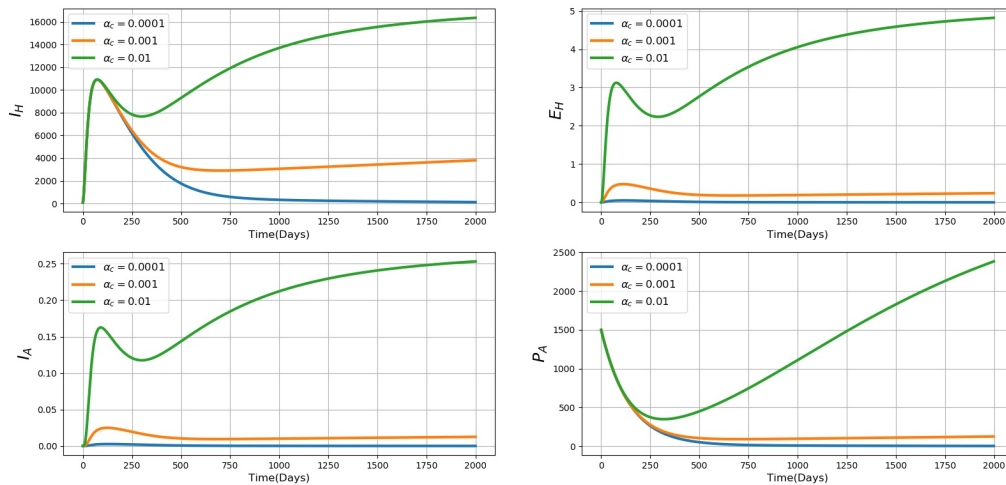 I_H
16000
14000
12000
10000
8000
6000
4000
2000
0
α_c = 0.0001
α_c = 0.001
α_c = 0.01
0 250 500 750 1000 1250 1500 1750 2000
Time(Days)
E_H
5
4
3
2
1
0
α_c = 0.0001
α_c = 0.001
α_c = 0.01
0 250 500 750 1000 1250 1500 1750 2000
Time(Days)
I_A
0.25
0.20
0.15
0.10
0.05
0.00
α_c = 0.0001
α_c = 0.001
α_c = 0.01
0 250 500 750 1000 1250 1500 1750 2000
Time(Days)
P_A
2500
2000
1500
1000
500
0
α_c = 0.0001
α_c = 0.001
α_c = 0.01
0 250 500 750 1000 1250 1500 1750 2000
Time(Days)